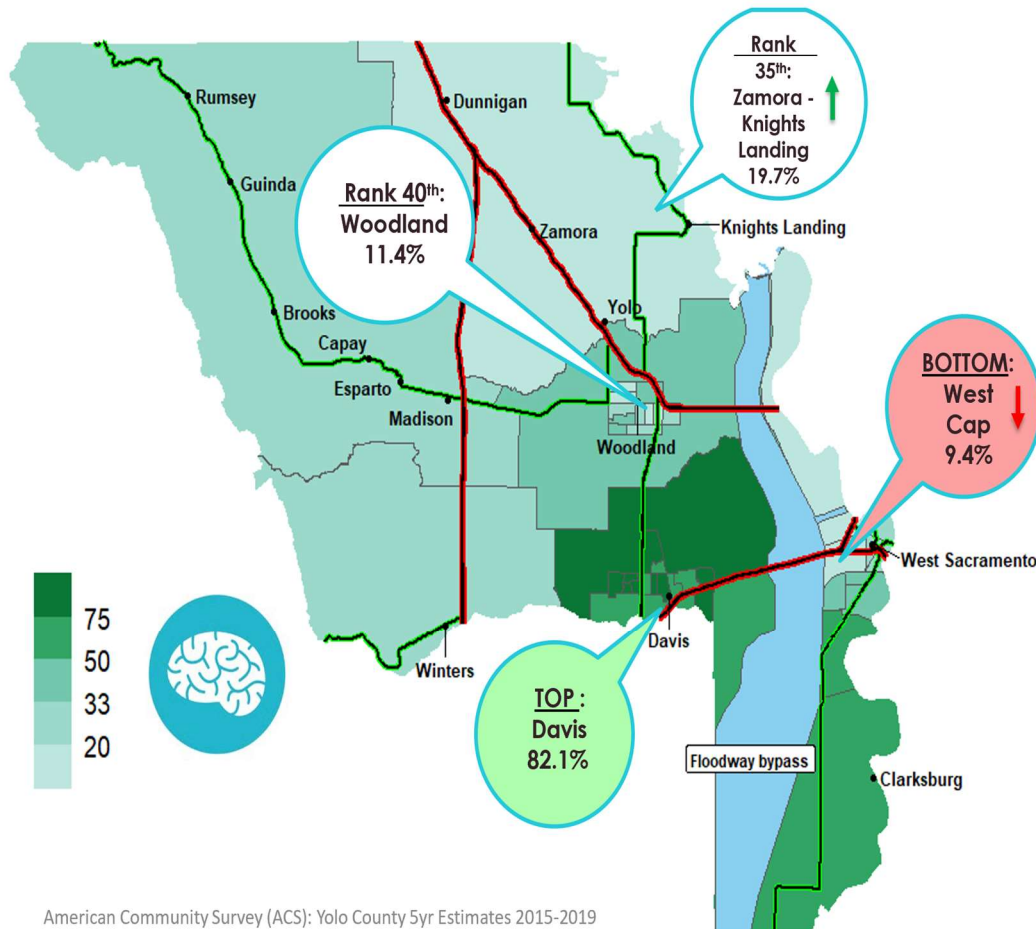 Rank
35th:
Zamora -
Knights
Landing
19.7%
Rumsey
Dunnigan
Guinda
Rank 40th:
Woodland
11.4%
Zamora
Knights Landing
Brooks
Yolo
Capay
Esparto
Madison
BOTTOM:
West
Cap
9.4%
Woodland
West Sacramento
75
50
33
20
Winters
Davis
TOP :
Davis
82.1%
Floodway bypass
Clarksburg
American Community Survey (ACS): Yolo County 5yr Estimates 2015-2019